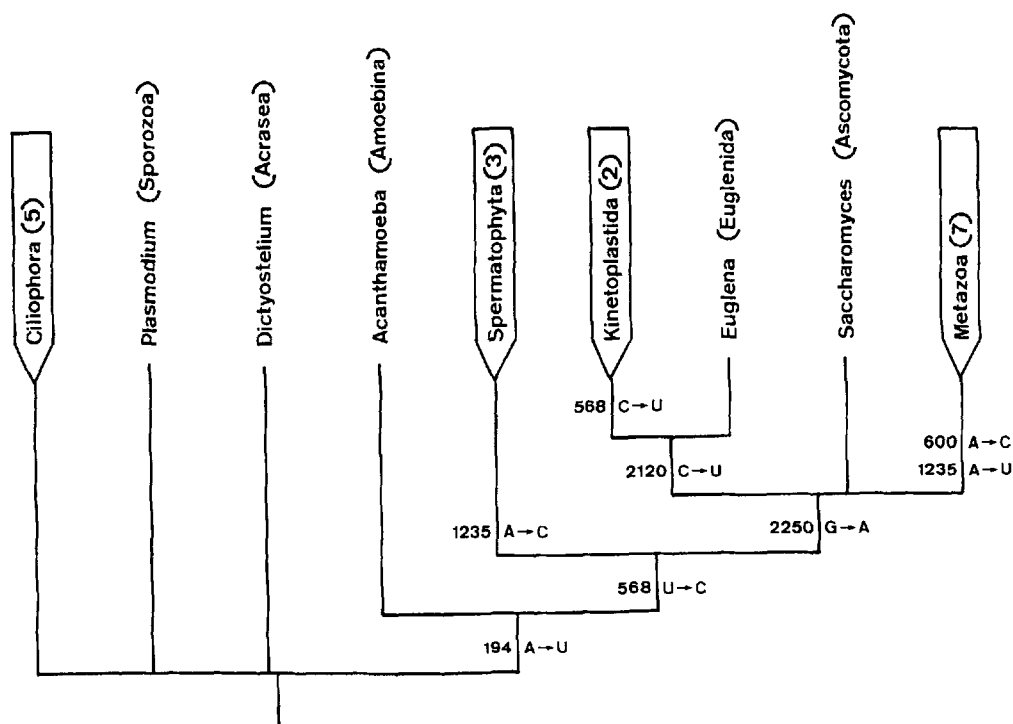 Ciliophora (5)
Plasmodium (Sporozoa)
Dictyostelium (Acrasea)
Acanthamoeba (Amoebina)
Spermatophyta (3)
Kinetoplastida (2)
Euglena (Euglenida)
Saccharomyces (Ascomycota)
Metazoa (7)
568 C→U
600 A→C
2120 C→U
1235 A→U
1235 A→C
2250 G→A
568 U→C
194 A→U